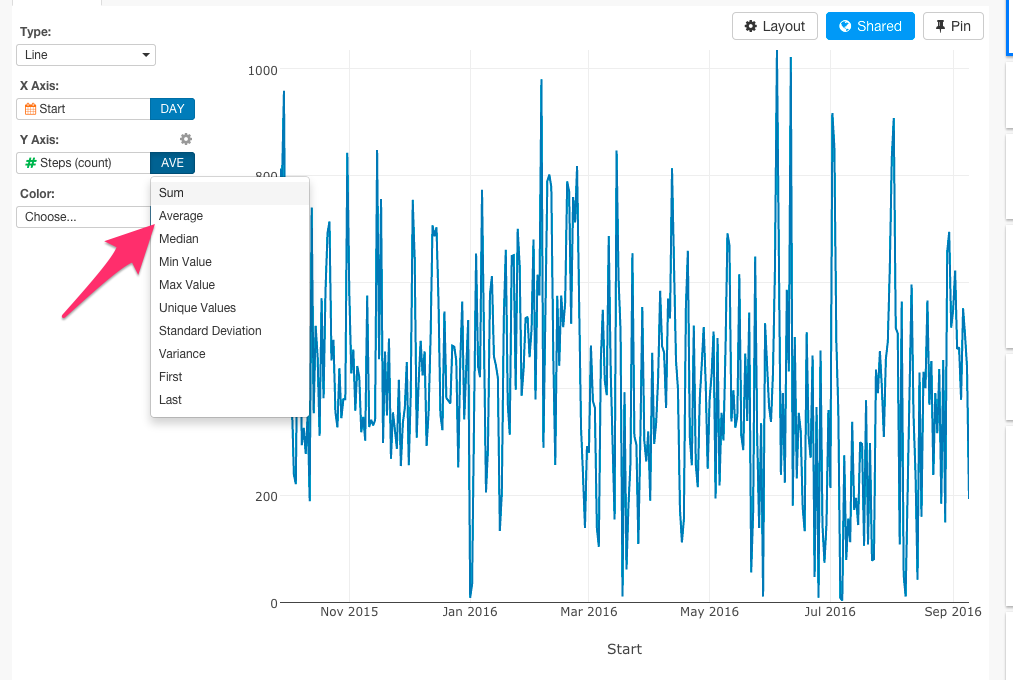 Type:
Line
X Axis:
Start DAY
Y Axis:
# Steps (count) AVE
Color:
Choose...
Sum
Average
Median
Min Value
Max Value
Unique Values
Standard Deviation
Variance
First
Last
Layout Shared Pin
1000
800
200
0
Nov 2015 Jan 2016 Mar 2016 May 2016 Jul 2016 Sep 2016
Start